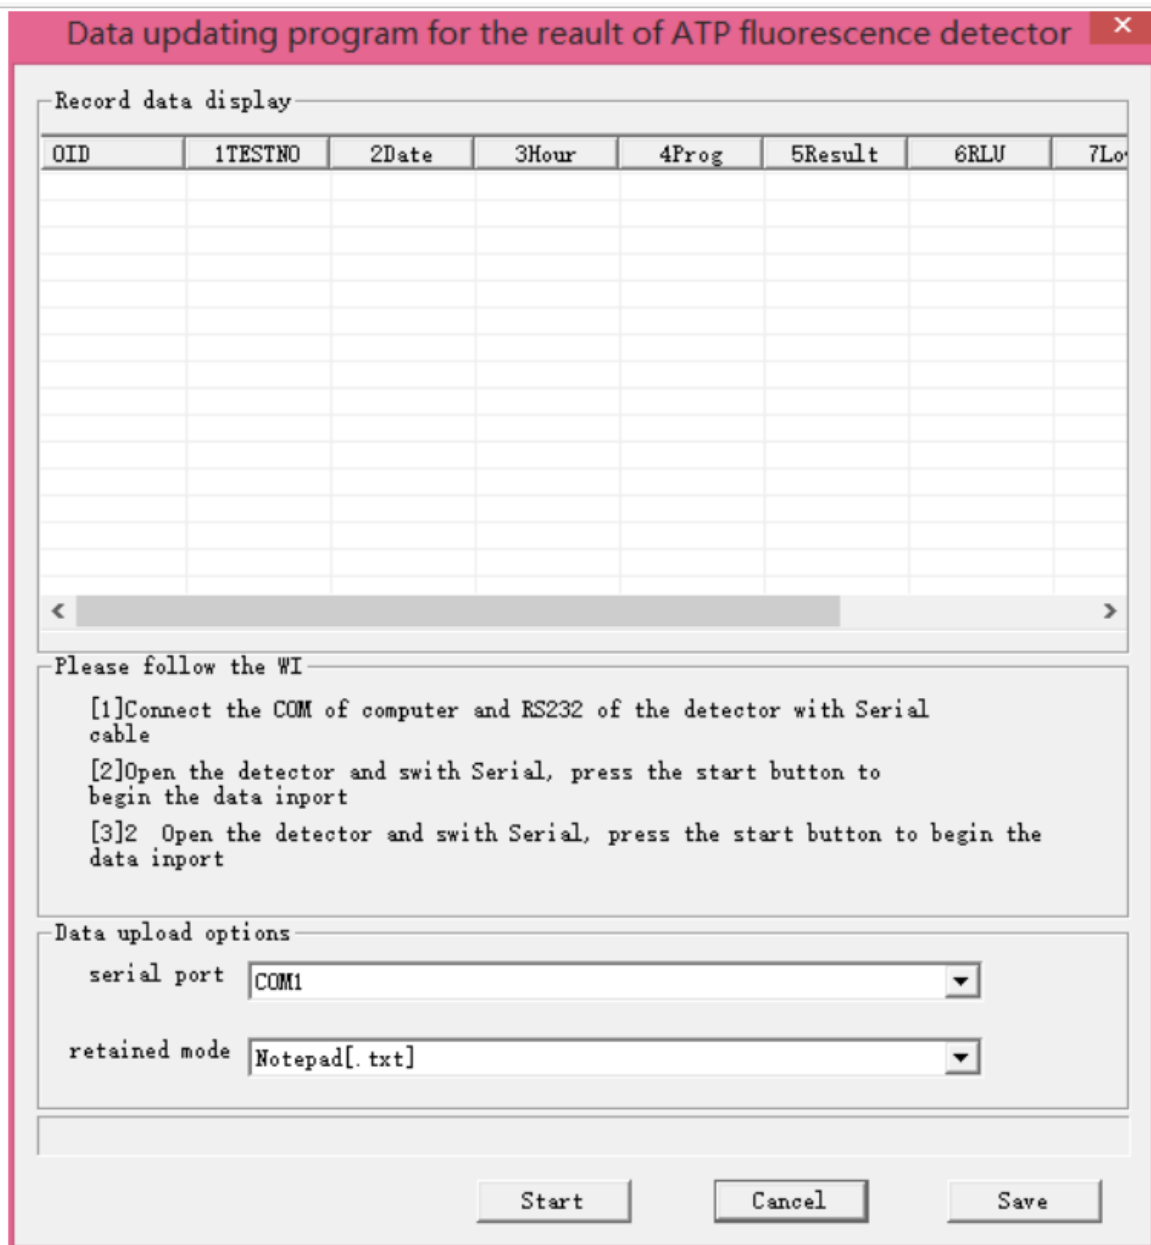 Data updating program for the reault of ATP fluorescence detector
Record data display
OID 1TESTNO 2Date 3Hour 4Prog 5Result 6RLU 7Lo
Please follow the WI
[1]Connect the COM of computer and RS232 of the detector with Serial
cable
[2]Open the detector and swith Serial, press the start button to
begin the data inport
[3]2 Open the detector and swith Serial, press the start button to begin the
data inport
Data upload options
serial port COM1
retained mode Notepad[.txt]
Start Cancel Save